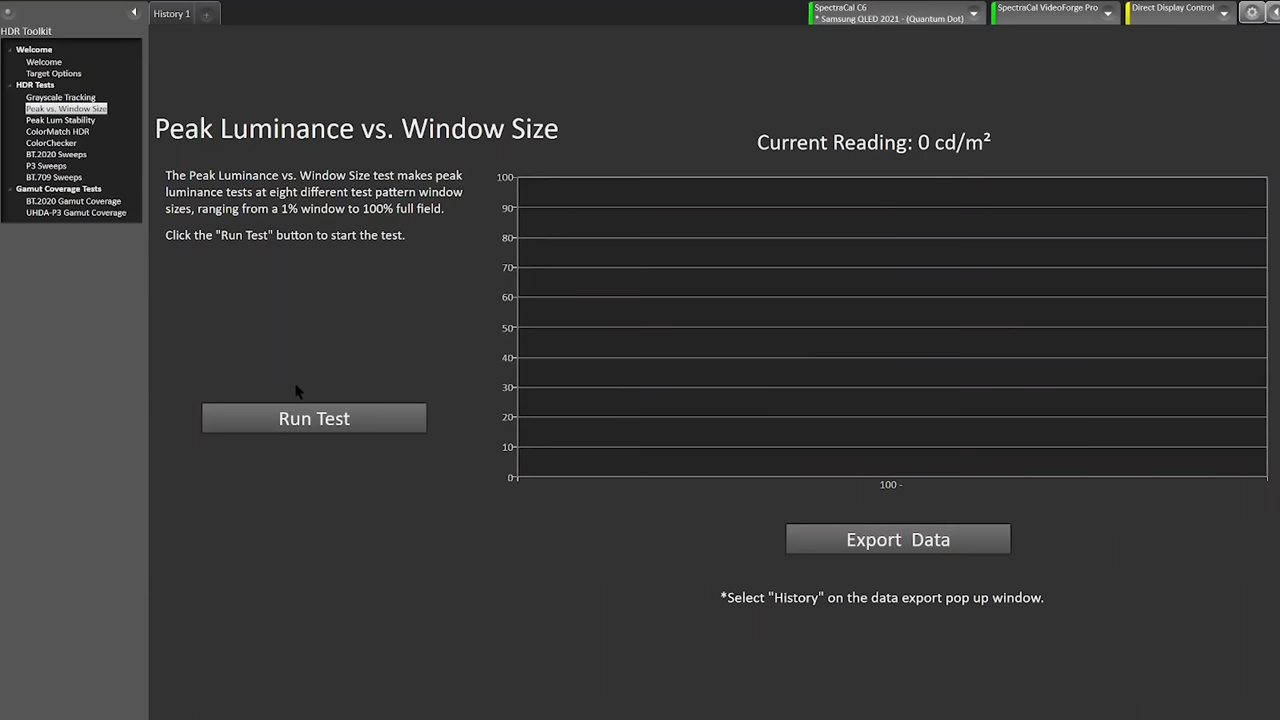 History 1
+
SpectraCal C6
* Samsung QLED 2021 - (Quantum Dot)
SpectraCal VideoForge Pro
Direct Display Control
HDR Toolkit
Welcome
Welcome
Target Options
HDR Tests
Grayscale Tracking
Peak vs. Window Size
Peak Lum Stability
ColorMatch HDR
ColorChecker
BT.2020 Sweeps
P3 Sweeps
BT.709 Sweeps
Gamut Coverage Tests
BT.2020 Gamut Coverage
UHDA-P3 Gamut Coverage
Peak Luminance vs. Window Size
The Peak Luminance vs. Window Size test makes peak
luminance tests at eight different test pattern window
sizes, ranging from a 1% window to 100% full field.
Click the "Run Test" button to start the test.
Run Test
Current Reading: 0 cd/m²
100
90
80
70
60
50
40
30
20
10
0
100 -
Export Data
*Select "History" on the data export pop up window.